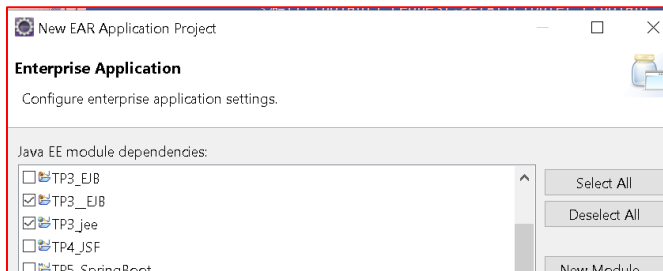 New EAR Application Project
Enterprise Application
Configure enterprise application settings.
Java EE module dependencies:
TP3_EJB
TP3__EJB
TP3_jee
TP4_JSF
TP5_SpringBoot
Select All
Deselect All
New Module